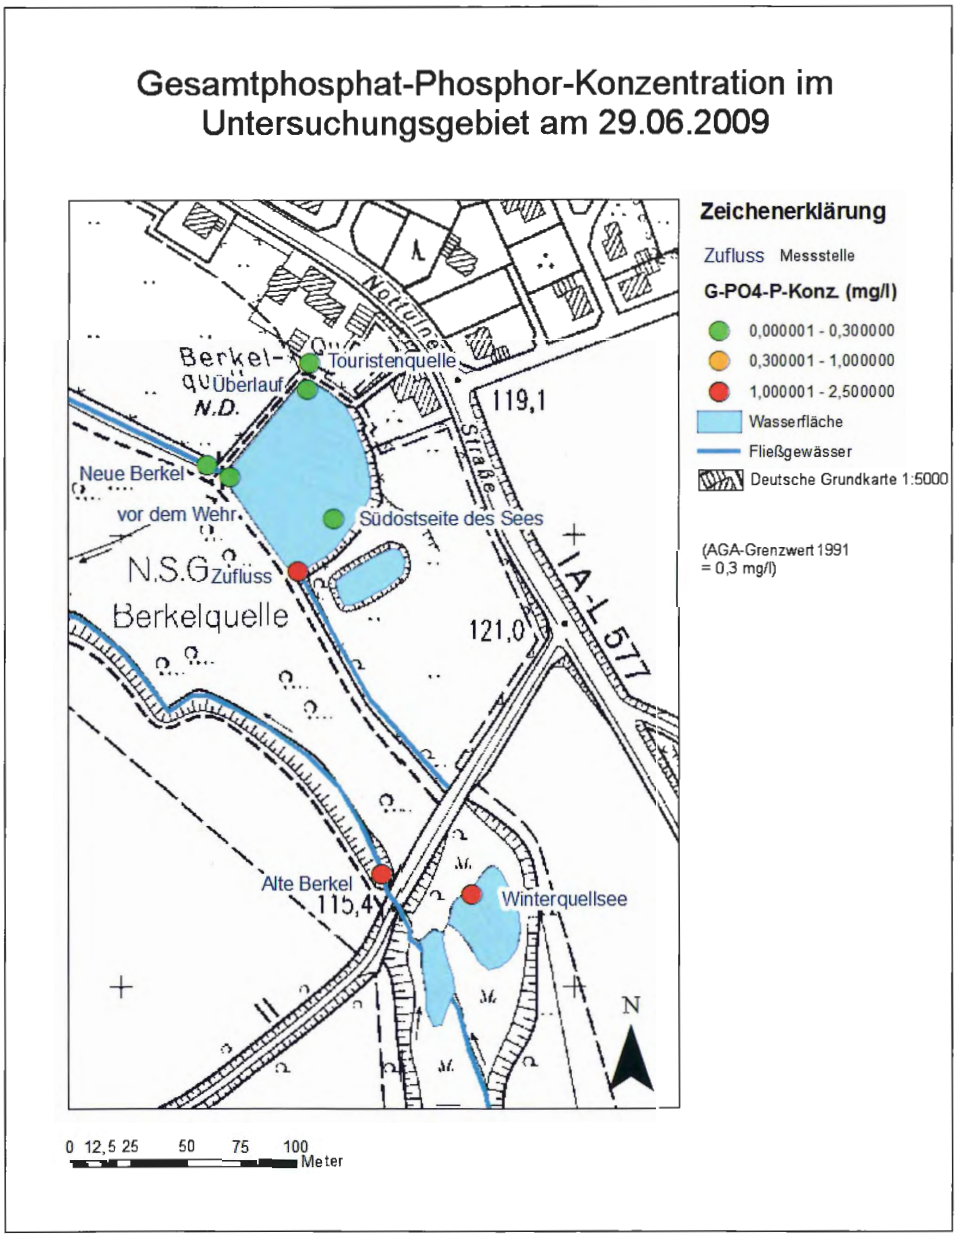 Gesamtphosphat-Phosphor-Konzentration im
Untersuchungsgebiet am 29.06.2009
Zeichenerklärung
Zufluss Messstelle
G-PO4-P-Konz. (mg/l)
0,000001 - 0,300000
0,300001 - 1,000000
1,000001 - 2,500000
Wasserfläche
Fließgewässer
Deutsche Grundkarte 1:5000
(AGA-Grenzwert 1991
= 0,3 mg/l)
Nottulner
Straße
Berkel-
Touristenquelle
Überlauf
N.D.
119,1
Neue Berkel
vor dem Wehr
Südostseite des Sees
N.S.G.
Zufluss
Berkelquelle
121,0
A-L 577
Alte Berkel
115,4
Winterquellsee
N
0 12,5 25 50 75 100
Meter